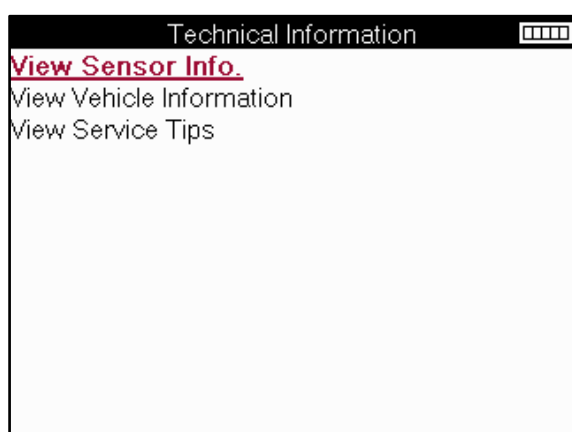 Technical Information
View Sensor Info.
View Vehicle Information
View Service Tips